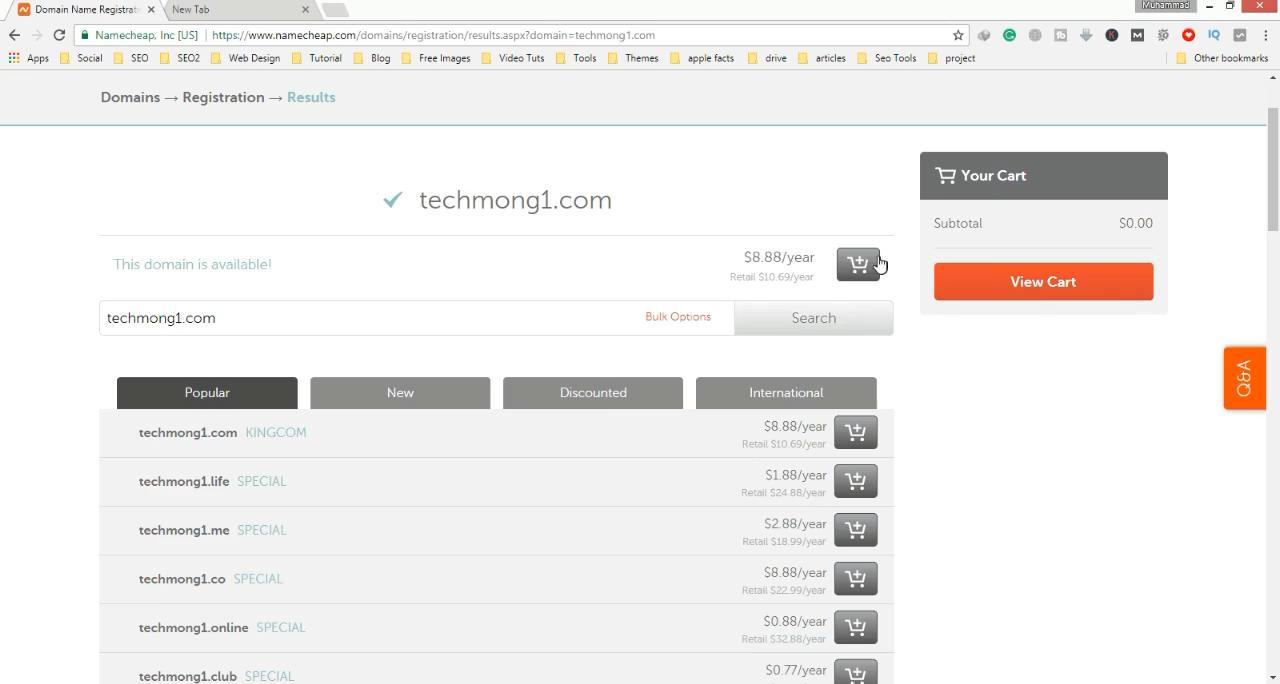 Domain Name Registrat
New Tab
Muhammad
Namecheap, Inc [US]
https://www.namecheap.com/domains/registration/results.aspx?domain=techmong1.com
Apps
Social
SEO
SEO2
Web Design
Tutorial
Blog
Free Images
Video Tuts
Tools
Themes
apple facts
drive
articles
Seo Tools
project
Other bookmarks
Domains → Registration → Results
techmong1.com
This domain is available!
$8.88/year
Retail $10.69/year
techmong1.com
Bulk Options
Search
Your Cart
Subtotal $0.00
View Cart
Q&A
Popular
New
Discounted
International
techmong1.com KINGCOM
$8.88/year
Retail $10.69/year
techmong1.life SPECIAL
$1.88/year
Retail $24.88/year
techmong1.me SPECIAL
$2.88/year
Retail $18.99/year
techmong1.co SPECIAL
$8.88/year
Retail $22.99/year
techmong1.online SPECIAL
$0.88/year
Retail $32.88/year
techmong1.club SPECIAL
$0.77/year